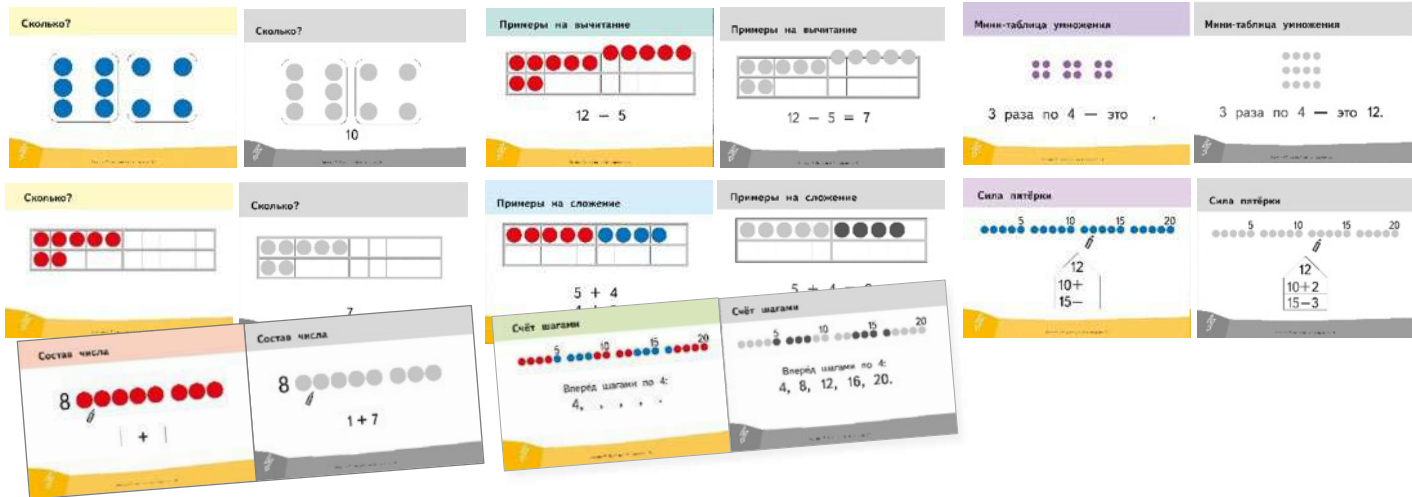 Сколько?
Сколько?
10
Примеры на вычитание
12 − 5
Примеры на вычитание
12 − 5 = 7
Мини-таблица умножения
3 раза по 4 — это .
Мини-таблица умножения
3 раза по 4 — это 12.
Сколько?
Сколько?
7
Примеры на сложение
5 + 4
Примеры на сложение
5 + 4
Сила пятёрки
5 10 15 20
12
10+
15−
Сила пятёрки
5 10 15 20
12
10+2
15−3
Состав числа
8
+
Состав числа
8
1 + 7
Счёт шагами
5 10 15 20
Вперёд шагами по 4:
4, , , , .
Счёт шагами
5 10 15 20
Вперёд шагами по 4:
4, 8, 12, 16, 20.